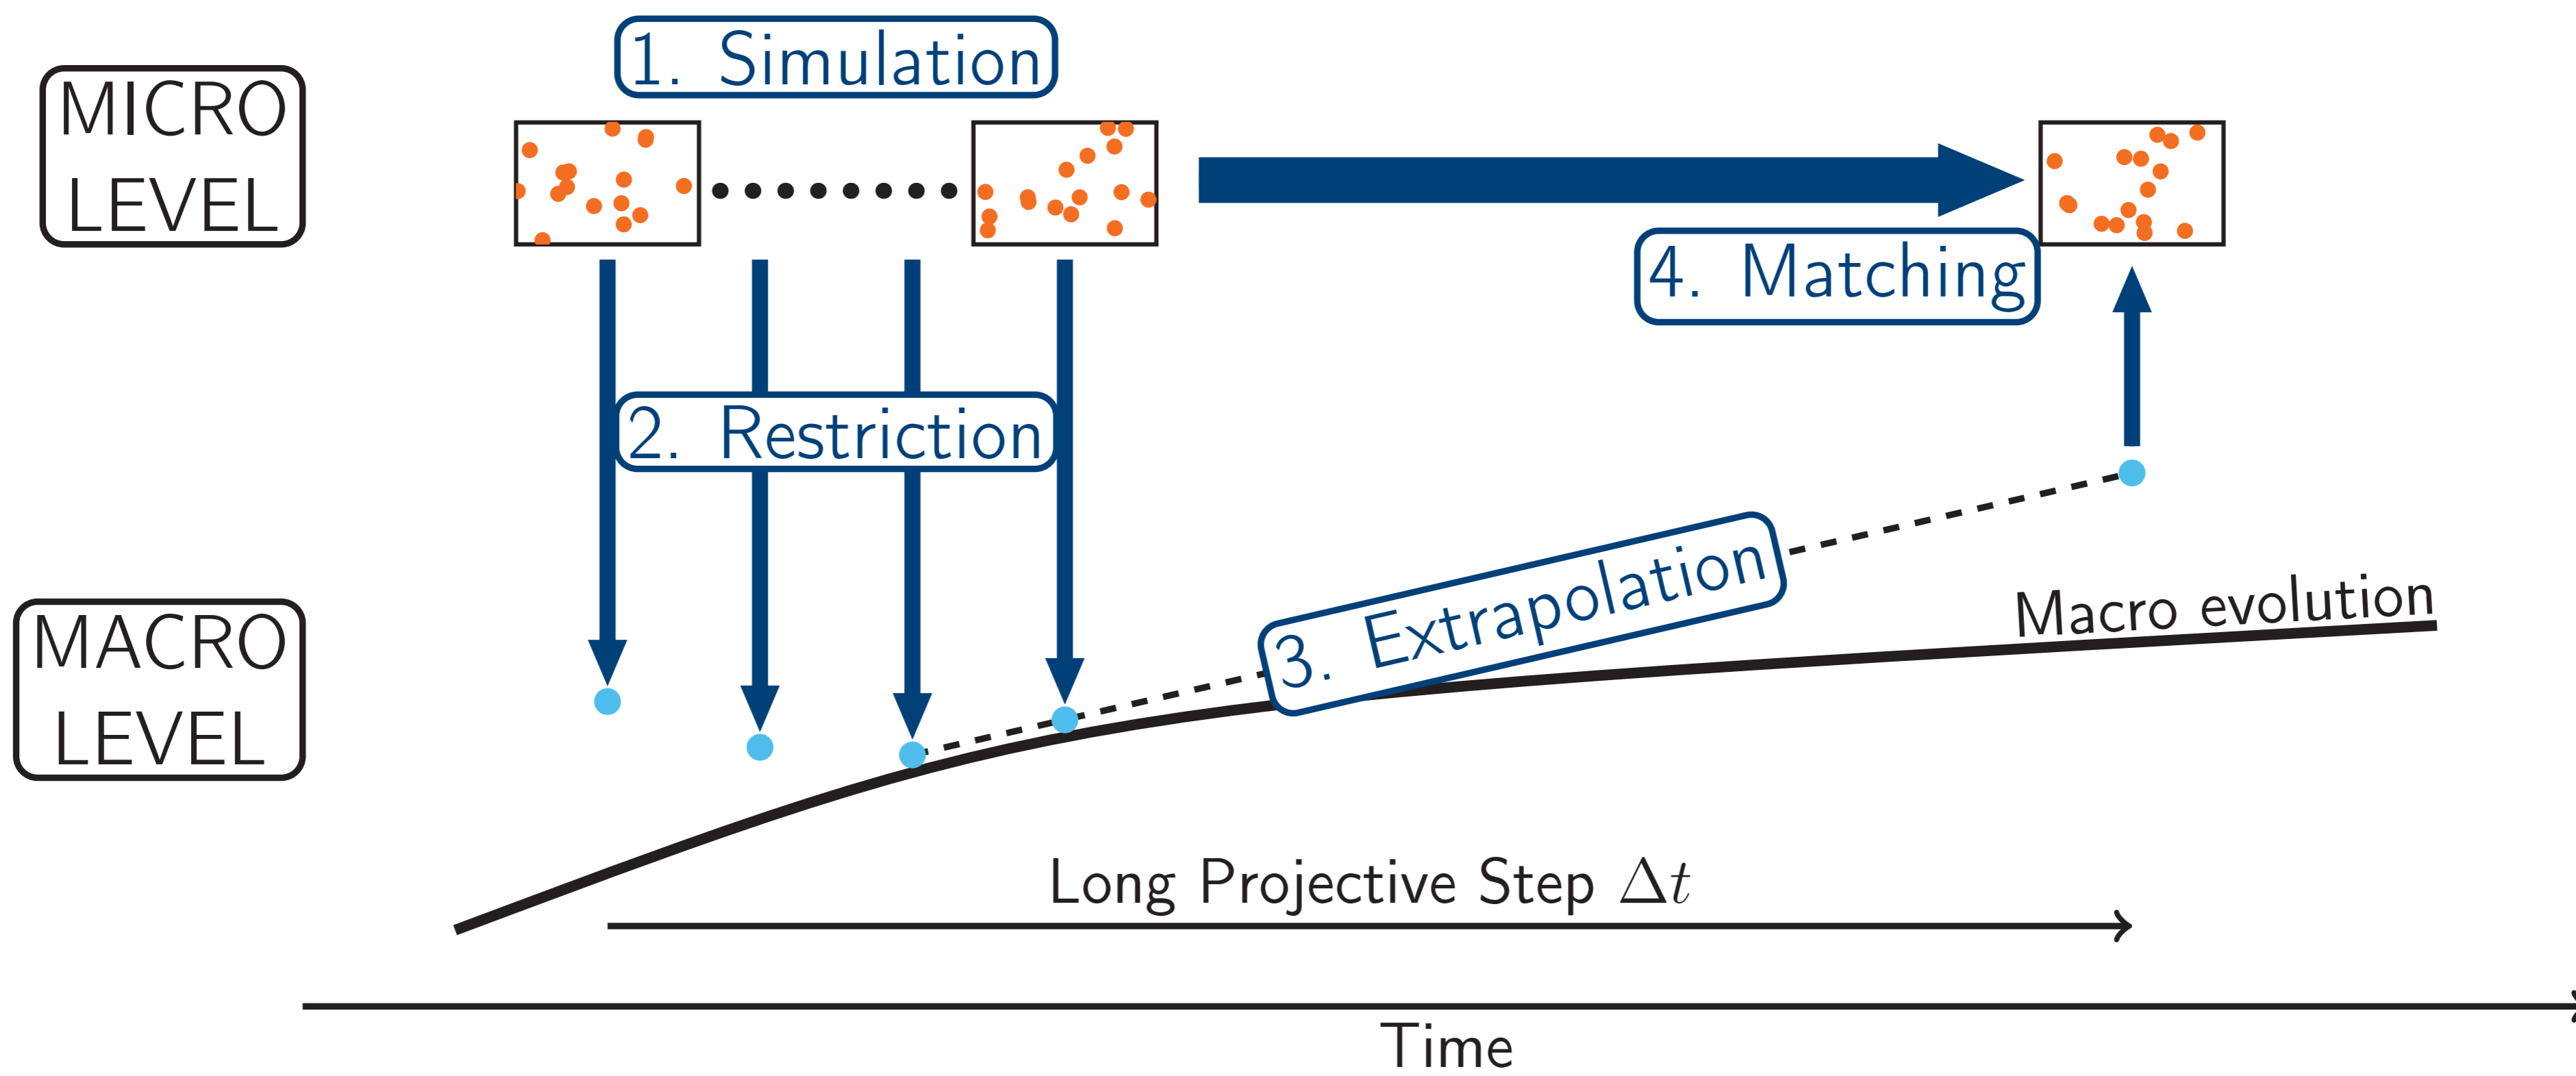 1. Simulation
MICRO
LEVEL
4. Matching
2. Restriction
3. Extrapolation
Macro evolution
MACRO
LEVEL
Long Projective Step Δt
Time